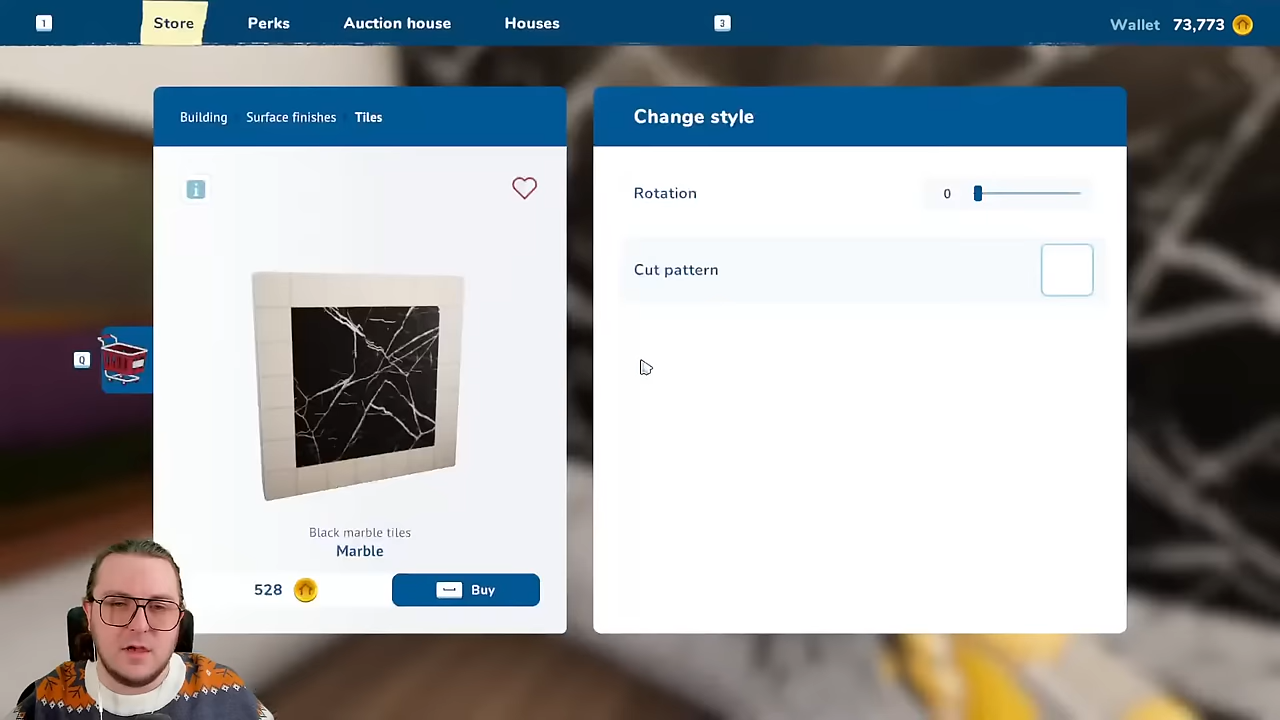 1 Store Perks Auction house Houses 3 Wallet 73,773
Building Surface finishes Tiles
Change style
i
Rotation 0
Cut pattern
Q
Black marble tiles
Marble
528 Buy